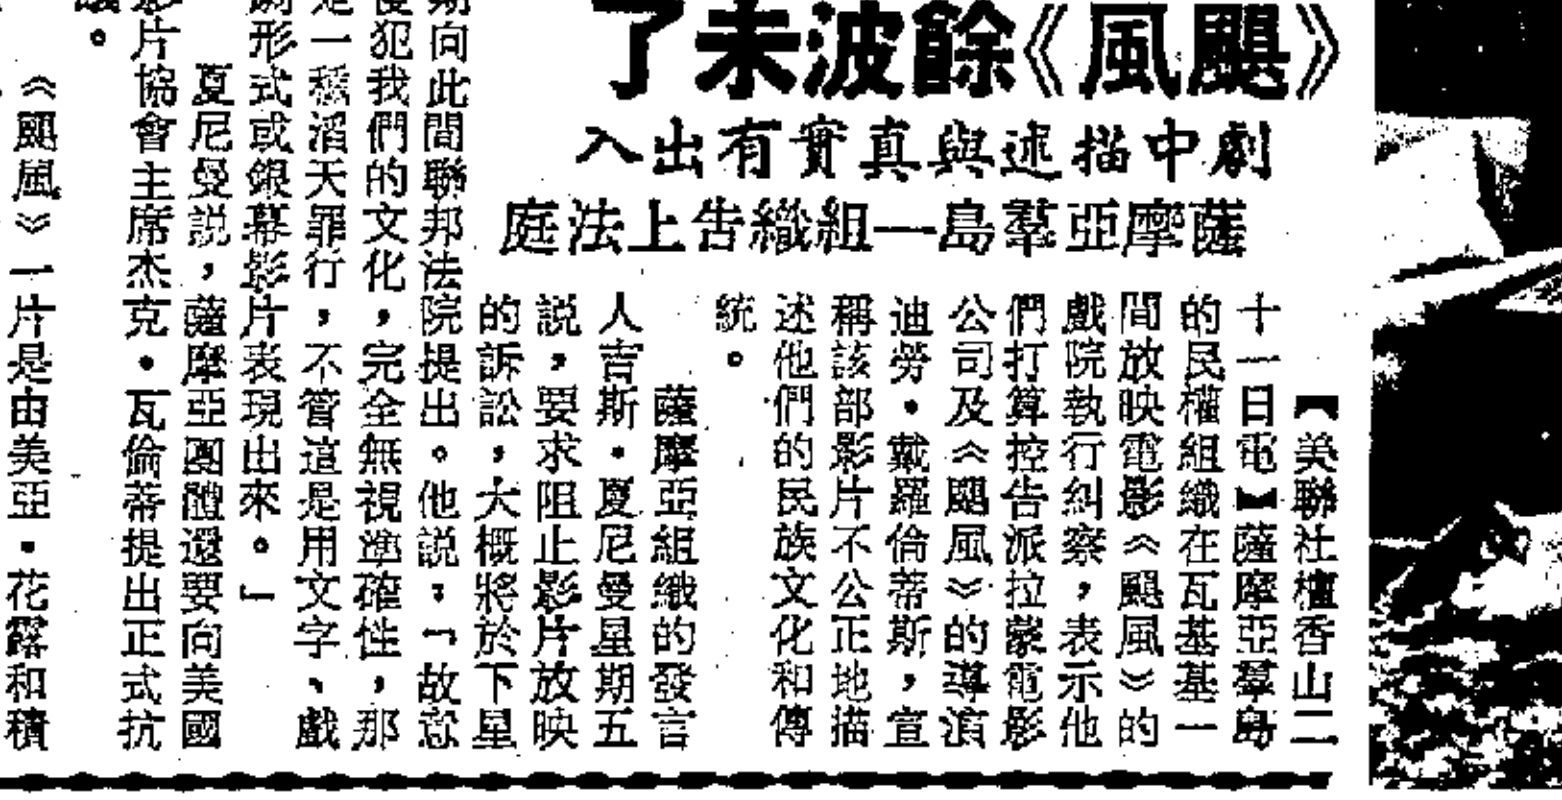 《颶風》餘波未了
劇中描述與真實有出入
薩摩亞羣島一組織告上法庭
【美聯社檀香山二
十一日電】薩摩亞羣島
的民權組織在瓦基基一
間放映電影《颶風》的
戲院執行糾察，表示他
們打算控告派拉蒙電影
公司及《颶風》的導演
迪勞・戴羅倫蒂斯，宣
稱該部影片不公正地描
述他們的民族文化和傳
統。
薩摩亞組織的發言
人吉斯・夏尼曼星期五
説，要求阻止影片放映
的訴訟，大概將於下星
期向此間聯邦法院提出。他説：「故意
侵犯我們的文化，完全無視準確性，那
是一種滔天罪行，不管這是用文字、戲
劇形式或銀幕影片表現出來。」
夏尼曼説，薩摩亞團體還要向美國
影片協會主席杰克・瓦倫蒂提出正式抗
議。
《颶風》一片是由美亞・花露和積